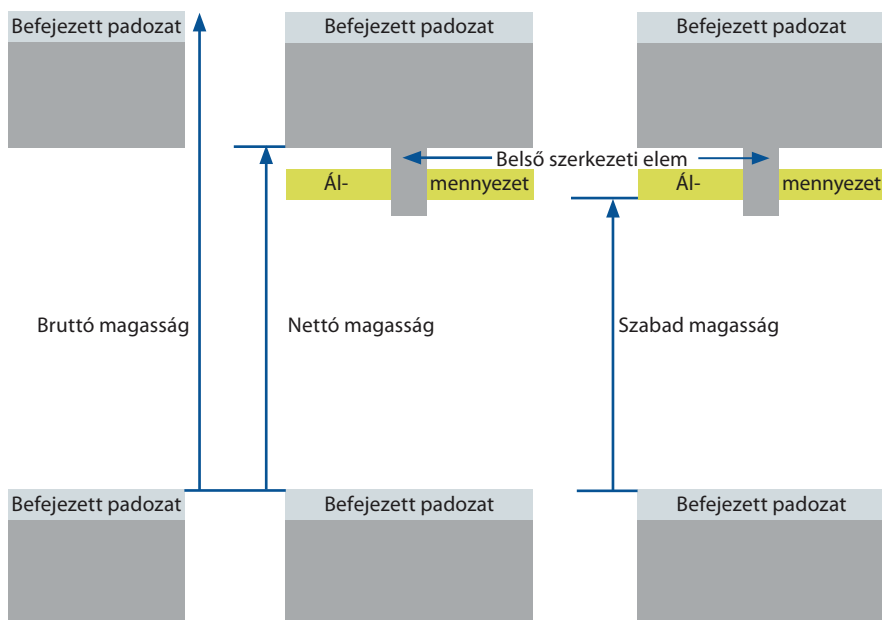 Befejezett padozat
Befejezett padozat
Befejezett padozat
Belső szerkezeti elem
Ál-
mennyezet
Ál-
mennyezet
Bruttó magasság
Nettó magasság
Szabad magasság
Befejezett padozat
Befejezett padozat
Befejezett padozat